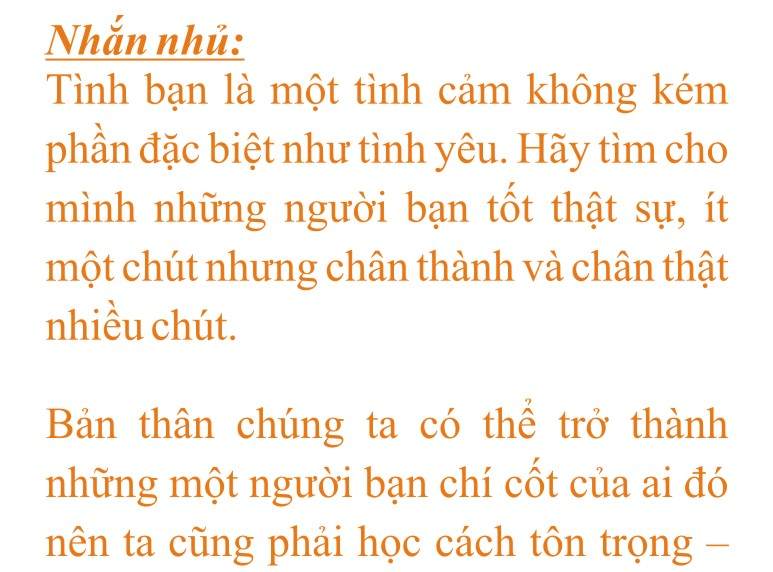 Nhắn nhủ:
Tình bạn là một tình cảm không kém
phần đặc biệt như tình yêu. Hãy tìm cho
mình những người bạn tốt thật sự, ít
một chút nhưng chân thành và chân thật
nhiều chút.
Bản thân chúng ta có thể trở thành
những một người bạn chí cốt của ai đó
nên ta cũng phải học cách tôn trọng –